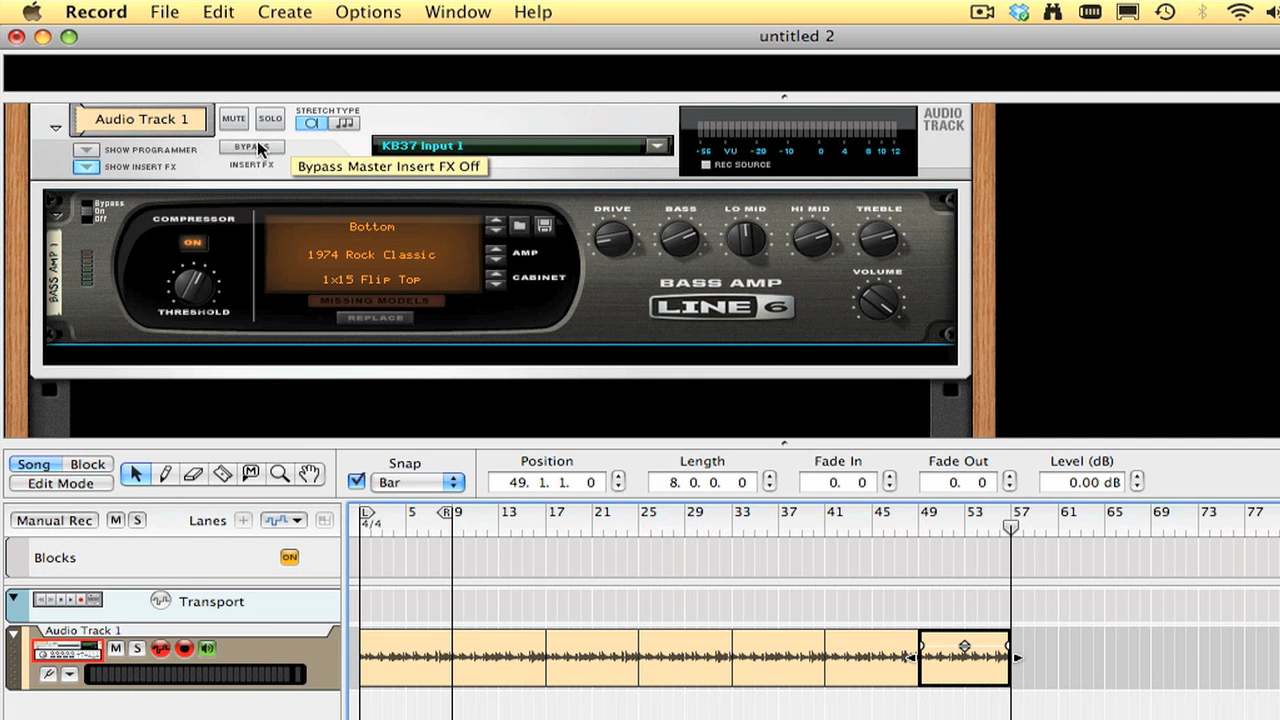 Record File Edit Create Options Window Help
untitled 2
Audio Track 1
MUTE SOLO
STRETCH TYPE
AUDIO TRACK
KB37 Input 1
SHOW PROGRAMMER
SHOW INSERT FX
INSERT FX
Bypass Master Insert FX Off
-56 VU -20 -10 0 4 8 10 12
REC SOURCE
Bypass
On
Off
BASS AMP 1
COMPRESSOR
ON
THRESHOLD
Bottom
1974 Rock Classic
1x15 Flip Top
AMP
CABINET
MISSING MODELS
REPLACE
DRIVE BASS LO MID HI MID TREBLE
BASS AMP
LINE 6
VOLUME
Song Block
Edit Mode
Snap
Bar
Position
49. 1. 1. 0
Length
8. 0. 0. 0
Fade In
0. 0
Fade Out
0. 0
Level (dB)
0.00 dB
Manual Rec M S Lanes
L 5 R 9 13 17 21 25 29 33 37 41 45 49 53 57 61 65 69 73 77
4/4
Blocks ON
Transport
Audio Track 1
M S